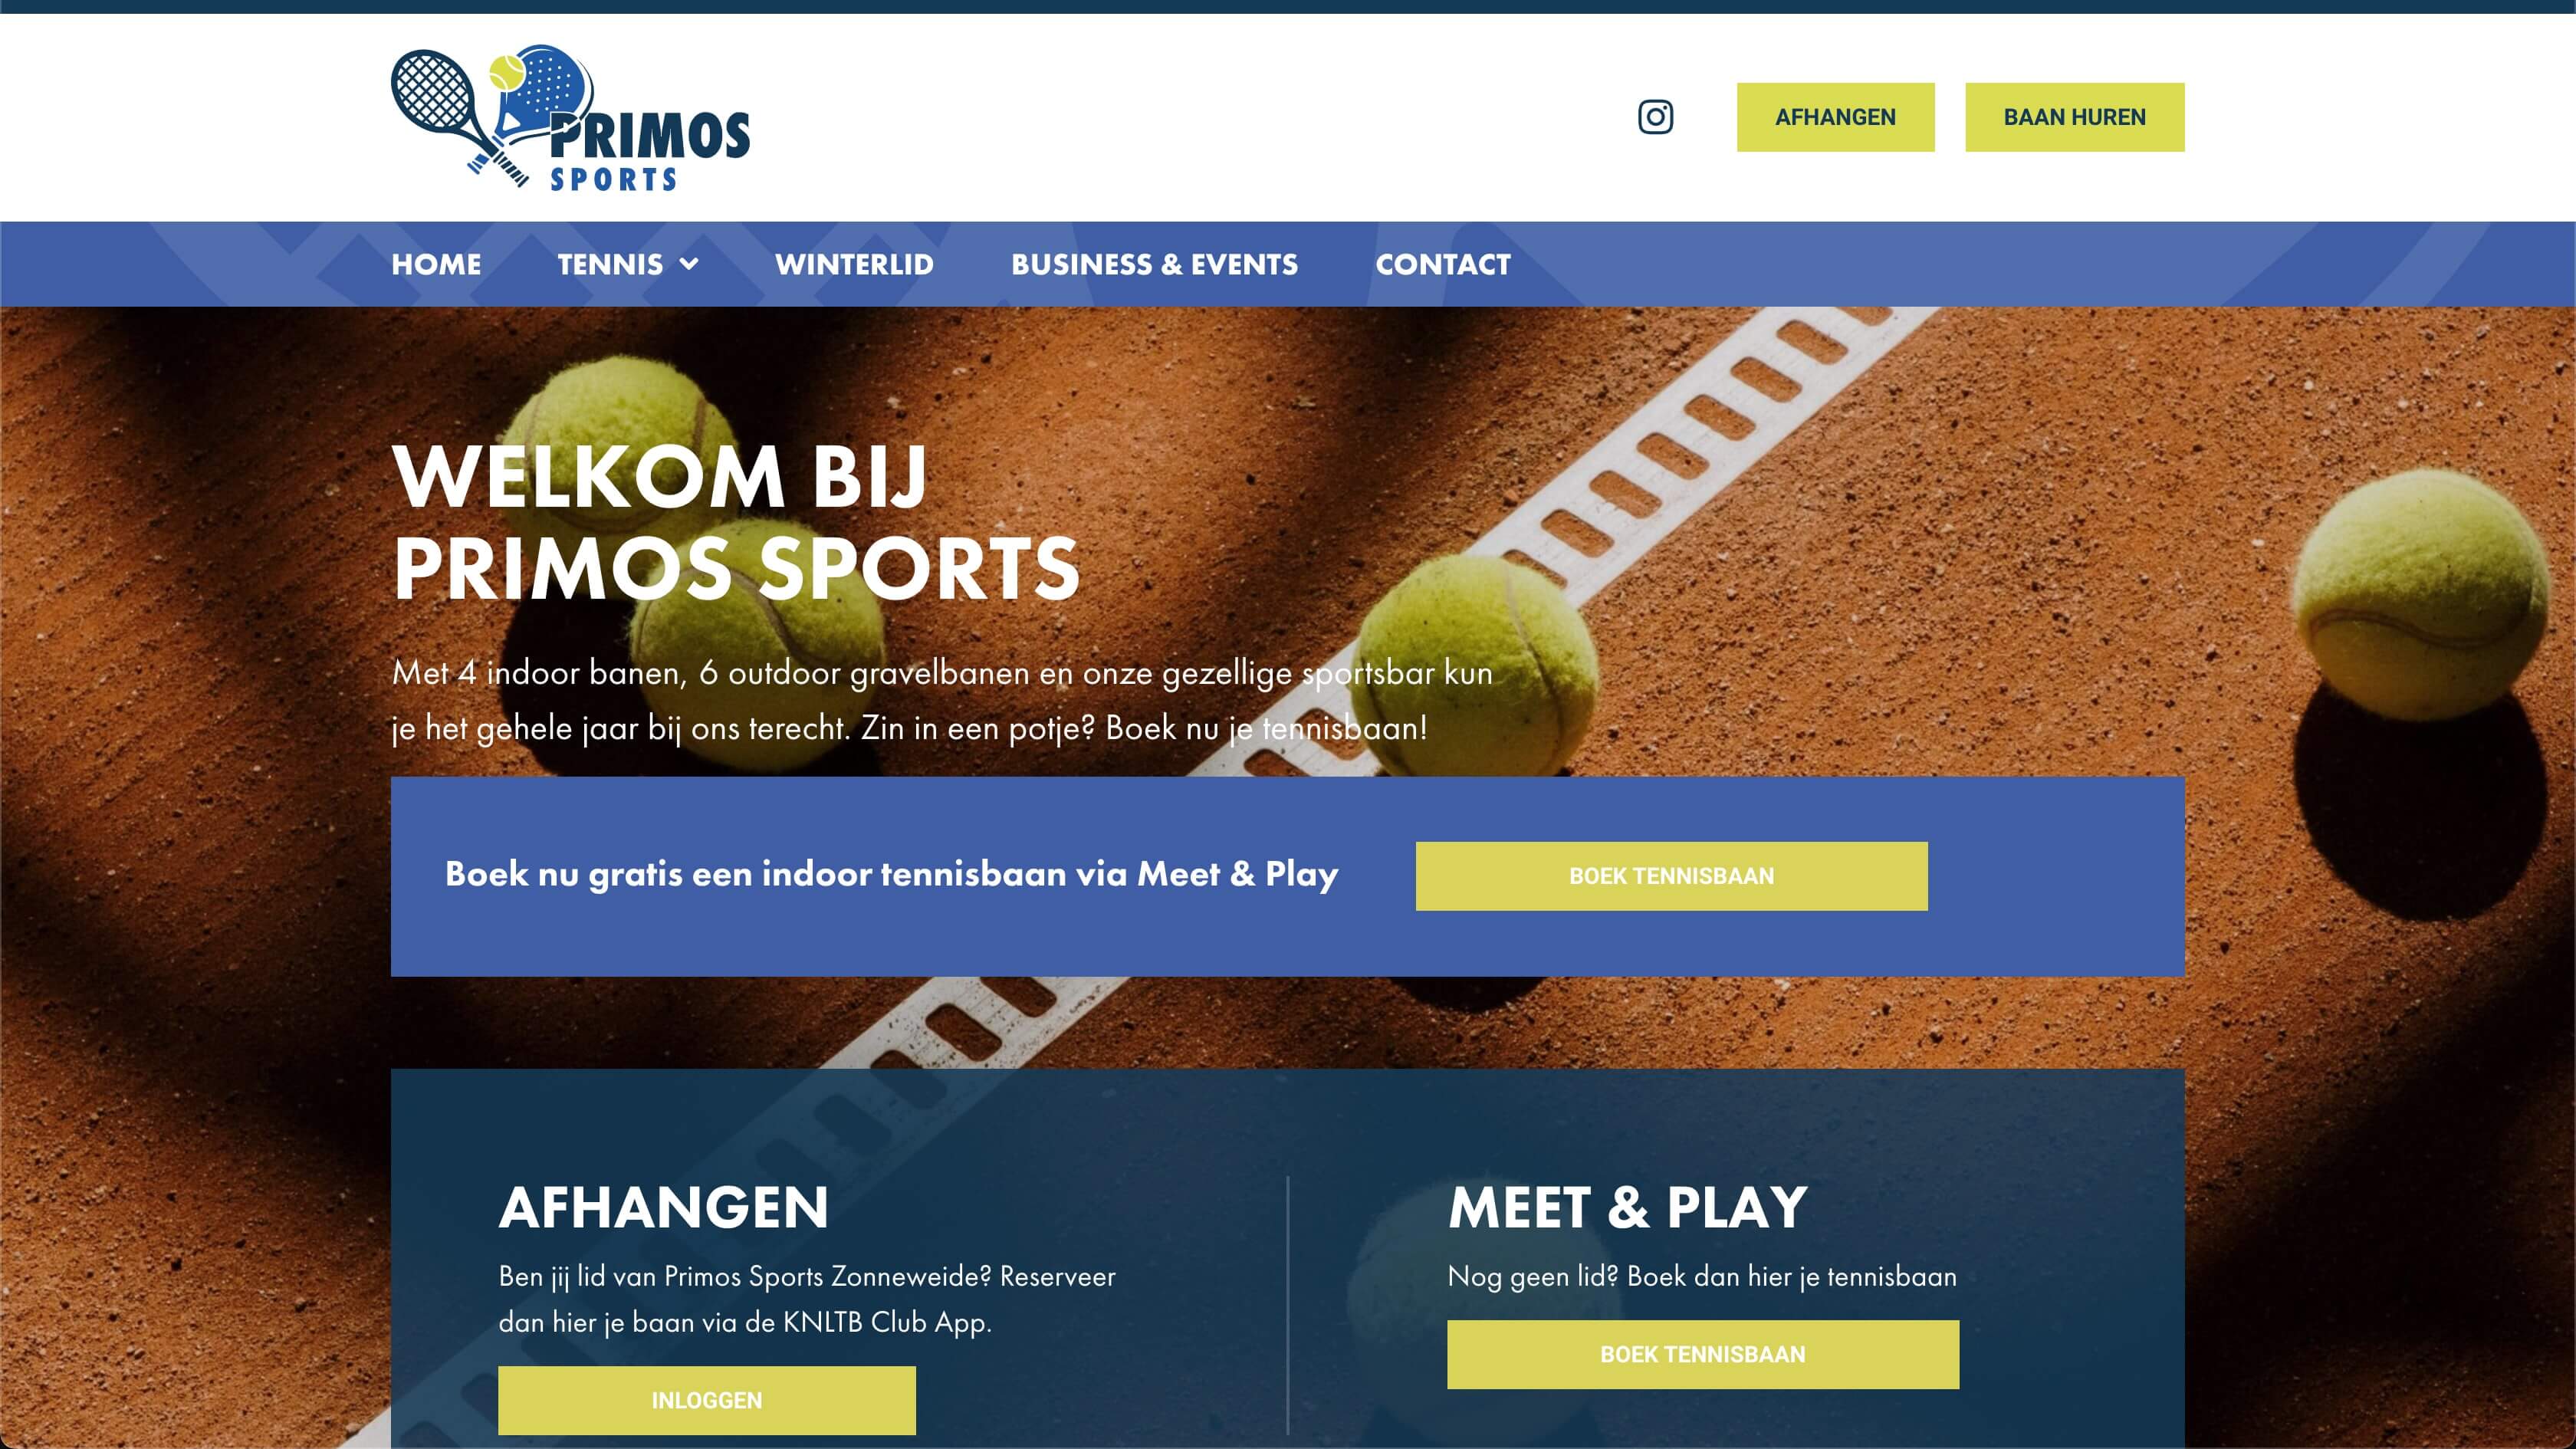 PRIMOS
SPORTS
AFHANGEN
BAAN HUREN
HOME
TENNIS
WINTERLID
BUSINESS & EVENTS
CONTACT
WELKOM BIJ
PRIMOS SPORTS
Met 4 indoor banen, 6 outdoor gravelbanen en onze gezellige sportsbar kun
je het gehele jaar bij ons terecht. Zin in een potje? Boek nu je tennisbaan!
Boek nu gratis een indoor tennisbaan via Meet & Play
BOEK TENNISBAAN
AFHANGEN
Ben jij lid van Primos Sports Zonneweide? Reserveer
dan hier je baan via de KNLTB Club App.
INLOGGEN
MEET & PLAY
Nog geen lid? Boek dan hier je tennisbaan
BOEK TENNISBAAN